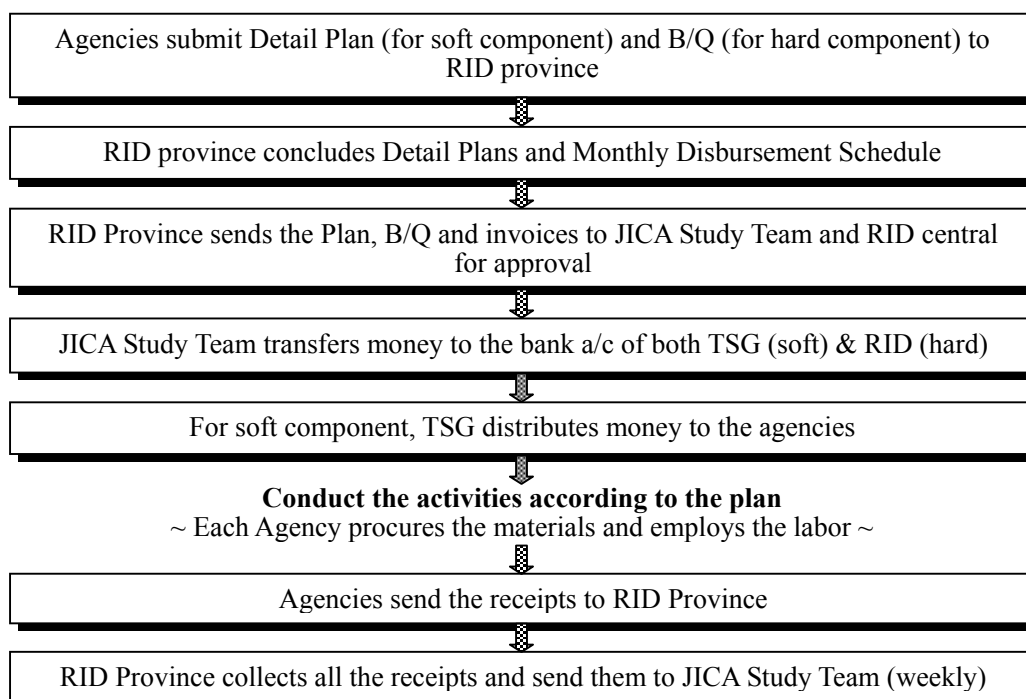 Agencies submit Detail Plan (for soft component) and B/Q (for hard component) to
RID province
RID province concludes Detail Plans and Monthly Disbursement Schedule
RID Province sends the Plan, B/Q and invoices to JICA Study Team and RID central
for approval
JICA Study Team transfers money to the bank a/c of both TSG (soft) & RID (hard)
For soft component, TSG distributes money to the agencies
Conduct the activities according to the plan
~ Each Agency procures the materials and employs the labor ~
Agencies send the receipts to RID Province
RID Province collects all the receipts and send them to JICA Study Team (weekly)